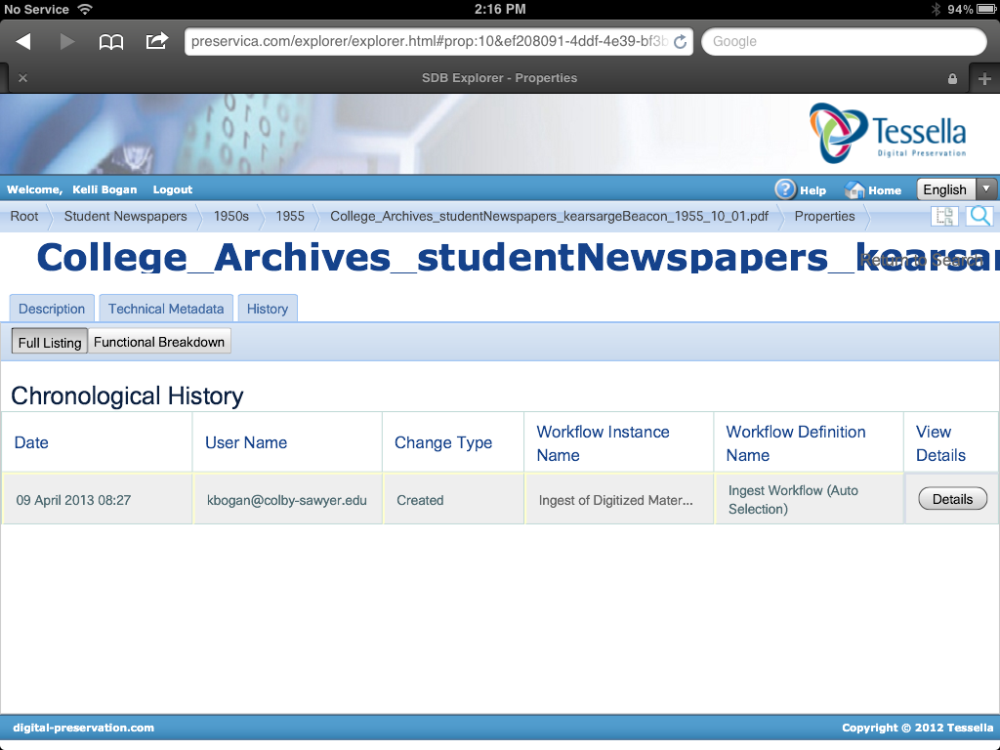 No Service 2:16 PM 94%
preservica.com/explorer/explorer.html#prop:10&ef208091-4ddf-4e39-bf3b Google
SDB Explorer - Properties
Tessella
Digital Preservation
Welcome, Kelli Bogan Logout Help Home English
Root Student Newspapers 1950s 1955 College_Archives_studentNewspapers_kearsargeBeacon_1955_10_01.pdf Properties
College_Archives_studentNewspapers_kearsar
Return to Search
Description Technical Metadata History
Full Listing Functional Breakdown
Chronological History
Date User Name Change Type Workflow Instance Name Workflow Definition Name View Details
09 April 2013 08:27 kbogan@colby-sawyer.edu Created Ingest of Digitized Mater... Ingest Workflow (Auto Selection) Details
digital-preservation.com Copyright © 2012 Tessella